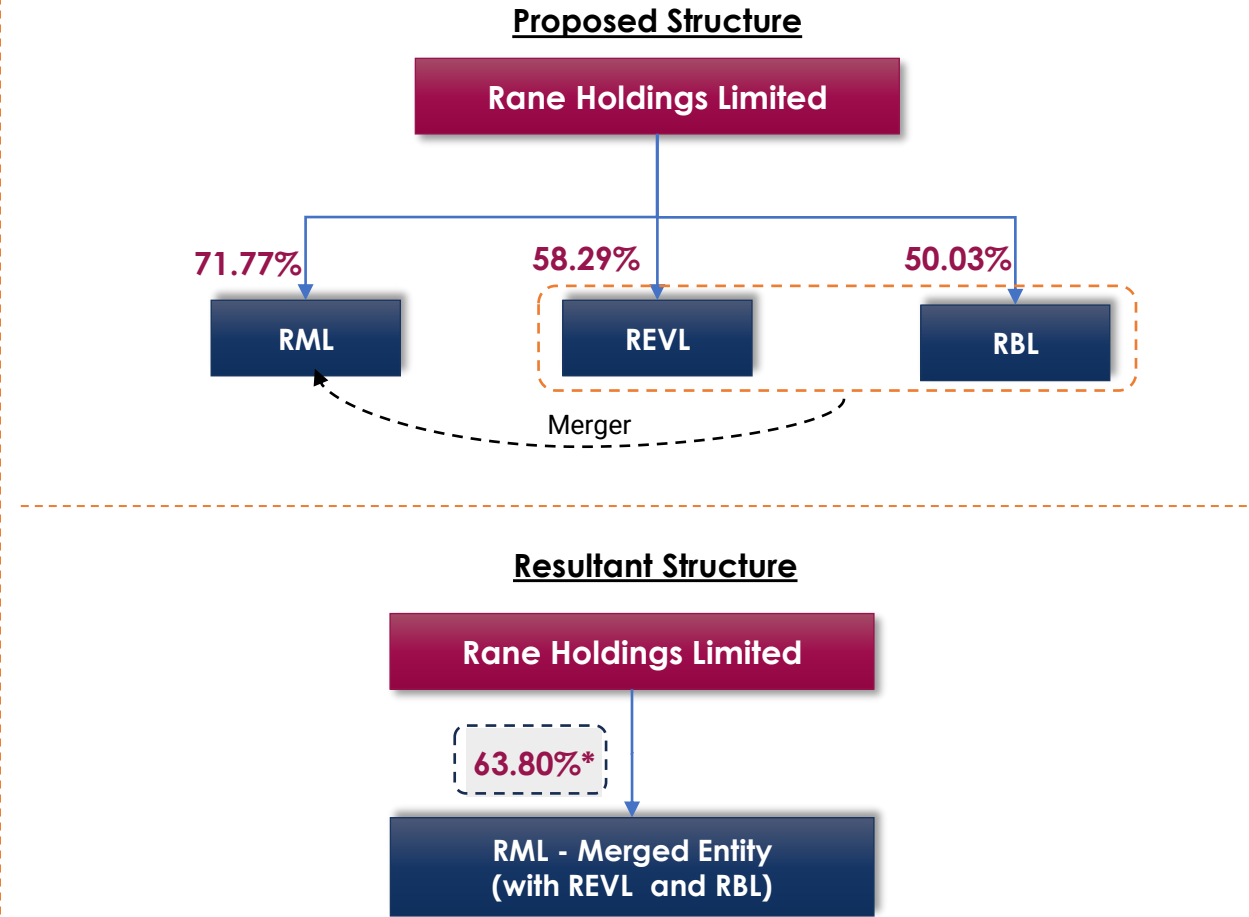 Proposed Structure
Rane Holdings Limited
71.77%
58.29%
50.03%
RML
REVL
RBL
Merger
Resultant Structure
Rane Holdings Limited
63.80%*
RML - Merged Entity
(with REVL and RBL)